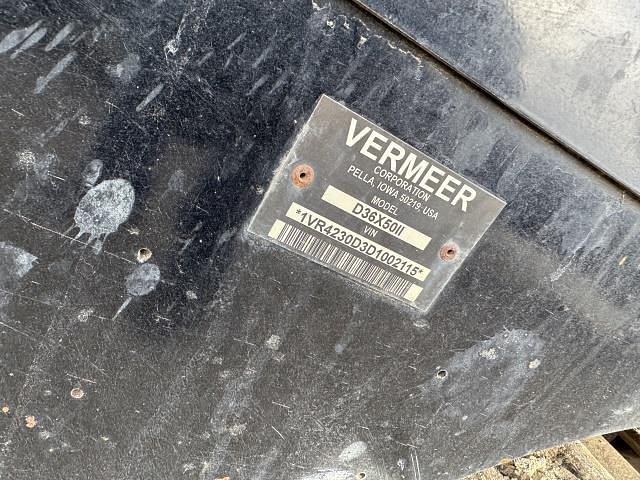 VERMEER
CORPORATION
PELLA, IOWA 50219, USA
MODEL
D36X50II
VIN
*1VR4230D3D1002115*